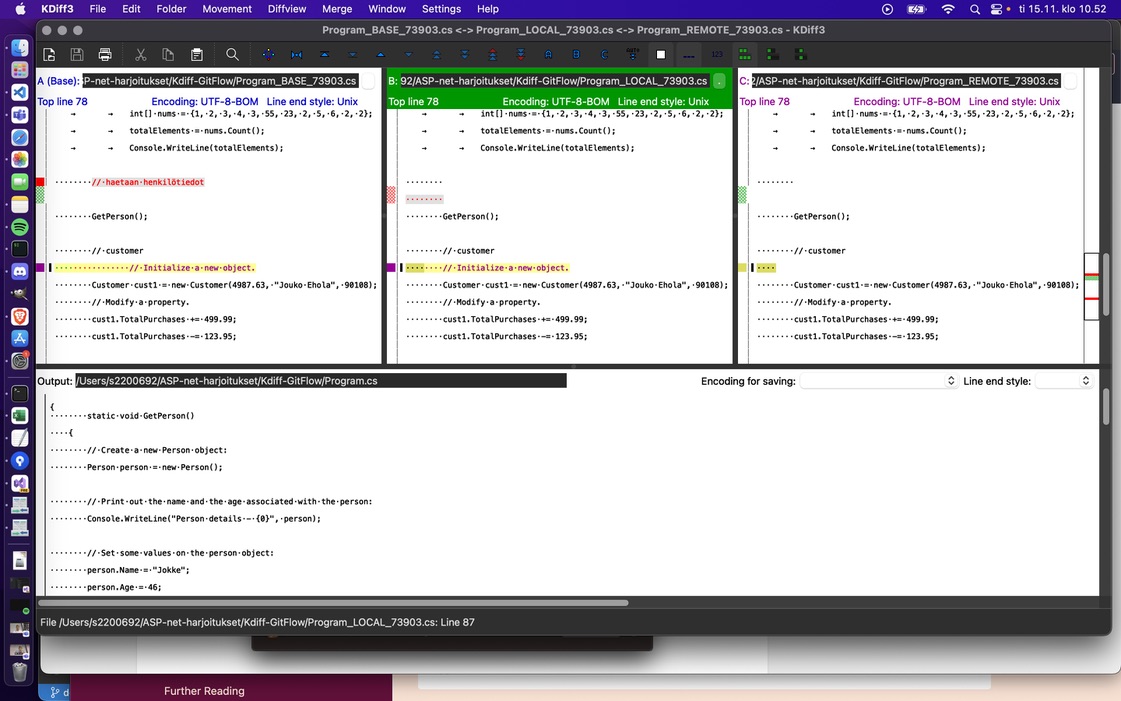 KDiff3 File Edit Folder Movement Diffview Merge Window Settings Help ti 15.11. klo 10.52
Program_BASE_73903.cs <-> Program_LOCAL_73903.cs <-> Program_REMOTE_73903.cs - KDiff3
A B C 123
A (Base): ?P-net-harjoitukset/Kdiff-GitFlow/Program_BASE_73903.cs
Top line 78 Encoding: UTF-8-BOM Line end style: Unix
→ → int[]·nums·=·{1,·2,·3,·4,·3,·55,·23,·2,·5,·6,·2,·2};
→ → totalElements·=·nums.Count();
→ → Console.WriteLine(totalElements);
········//·haetaan·henkilötiedot
········GetPerson();
········//·customer
················//·Initialize·a·new·object.
········Customer·cust1·=·new·Customer(4987.63,·"Jouko·Ehola",·90108);
········//·Modify·a·property.
········cust1.TotalPurchases·+=·499.99;
········cust1.TotalPurchases·-=·123.95;
B: 92/ASP-net-harjoitukset/Kdiff-GitFlow/Program_LOCAL_73903.cs
Top line 78 Encoding: UTF-8-BOM Line end style: Unix
→ → int[]·nums·=·{1,·2,·3,·4,·3,·55,·23,·2,·5,·6,·2,·2};
→ → totalElements·=·nums.Count();
→ → Console.WriteLine(totalElements);
········
········
········GetPerson();
········//·customer
········//·Initialize·a·new·object.
········Customer·cust1·=·new·Customer(4987.63,·"Jouko·Ehola",·90108);
········//·Modify·a·property.
········cust1.TotalPurchases·+=·499.99;
········cust1.TotalPurchases·-=·123.95;
C: ?/ASP-net-harjoitukset/Kdiff-GitFlow/Program_REMOTE_73903.cs
Top line 78 Encoding: UTF-8-BOM Line end style: Unix
→ → int[]·nums·=·{1,·2,·3,·4,·3,·55,·23,·2,·5,·6,·2,·2};
→ → totalElements·=·nums.Count();
→ → Console.WriteLine(totalElements);
········
········GetPerson();
········//·customer
····
········Customer·cust1·=·new·Customer(4987.63,·"Jouko·Ehola",·90108);
········//·Modify·a·property.
········cust1.TotalPurchases·+=·499.99;
········cust1.TotalPurchases·-=·123.95;
Output: /Users/s2200692/ASP-net-harjoitukset/Kdiff-GitFlow/Program.cs Encoding for saving: Line end style:
{
········static·void·GetPerson()
····{
········//·Create·a·new·Person·object:
········Person·person·=·new·Person();
········//·Print·out·the·name·and·the·age·associated·with·the·person:
········Console.WriteLine("Person·details·-·{0}",·person);
········//·Set·some·values·on·the·person·object:
········person.Name·=·"Jokke";
········person.Age·=·46;
File /Users/s2200692/ASP-net-harjoitukset/Kdiff-GitFlow/Program_LOCAL_73903.cs: Line 87
d
Further Reading